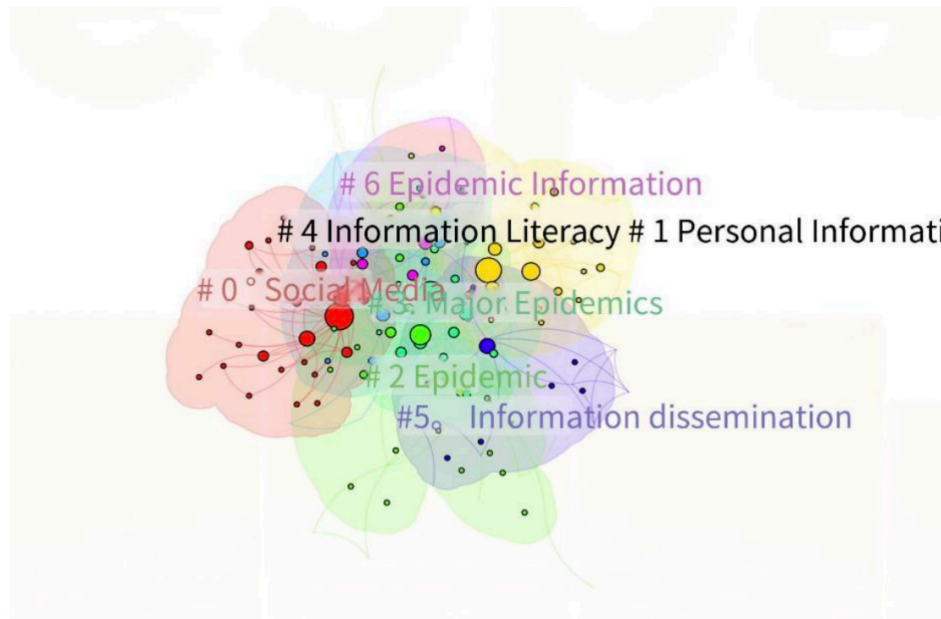 # 6 Epidemic Information
# 4 Information Literacy # 1 Personal Informati
# 0 ° Social Media
# 3. Major Epidemics
# 2 Epidemic
#5。 Information dissemination